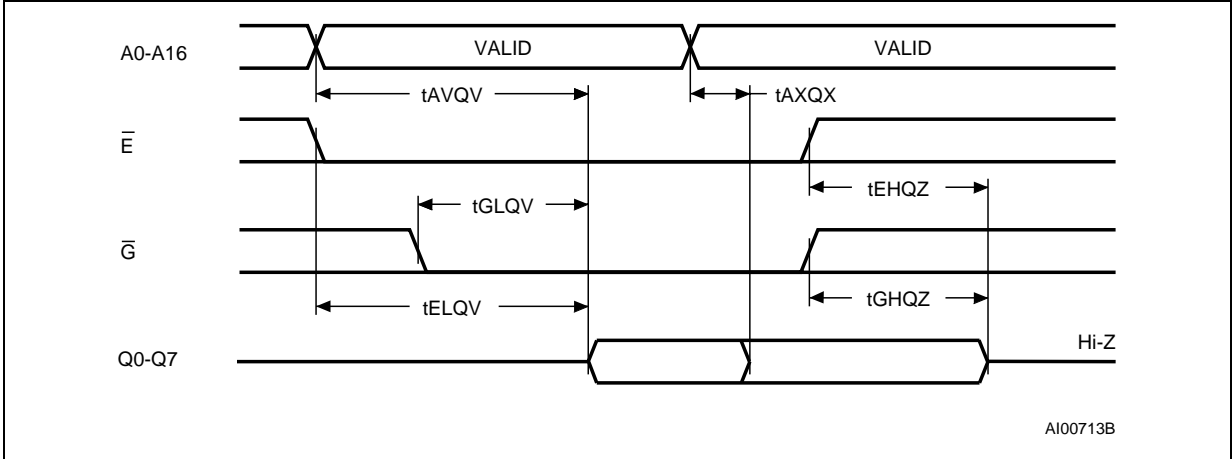 A0-A16
VALID
VALID
tAVQV
tAXQX
E̅
tEHQZ
tGLQV
G̅
tGHQZ
tELQV
Q0-Q7
Hi-Z
AI00713B